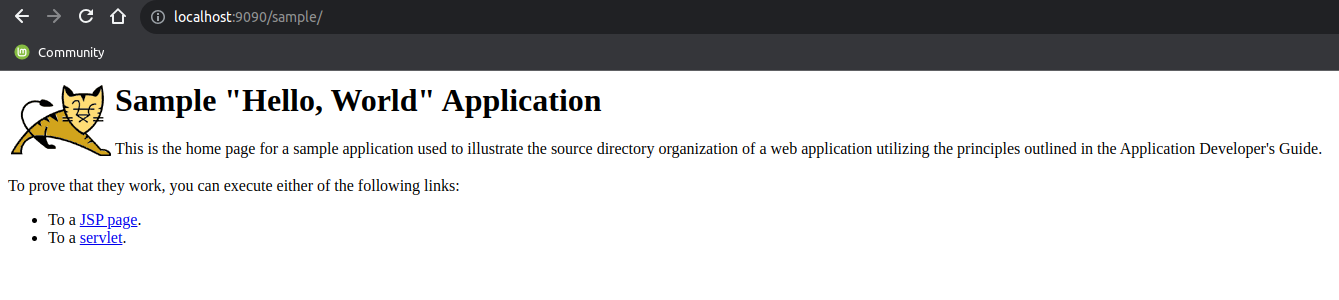 localhost:9090/sample/
Community
Sample "Hello, World" Application
This is the home page for a sample application used to illustrate the source directory organization of a web application utilizing the principles outlined in the Application Developer's Guide.
To prove that they work, you can execute either of the following links:
• To a JSP page.
• To a servlet.